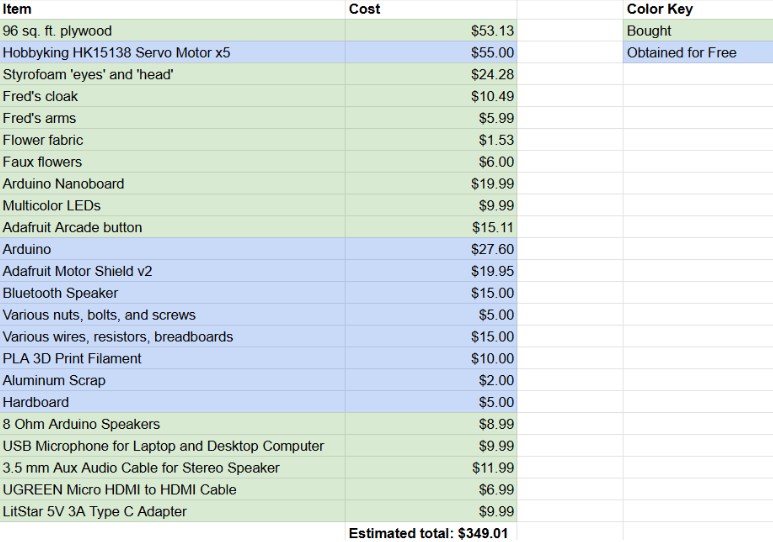 Item Cost Color Key
96 sq. ft. plywood $53.13 Bought
Hobbyking HK15138 Servo Motor x5 $55.00 Obtained for Free
Styrofoam 'eyes' and 'head' $24.28
Fred's cloak $10.49
Fred's arms $5.99
Flower fabric $1.53
Faux flowers $6.00
Arduino Nanoboard $19.99
Multicolor LEDs $9.99
Adafruit Arcade button $15.11
Arduino $27.60
Adafruit Motor Shield v2 $19.95
Bluetooth Speaker $15.00
Various nuts, bolts, and screws $5.00
Various wires, resistors, breadboards $15.00
PLA 3D Print Filament $10.00
Aluminum Scrap $2.00
Hardboard $5.00
8 Ohm Arduino Speakers $8.99
USB Microphone for Laptop and Desktop Computer $9.99
3.5 mm Aux Audio Cable for Stereo Speaker $11.99
UGREEN Micro HDMI to HDMI Cable $6.99
LitStar 5V 3A Type C Adapter $9.99
Estimated total: $349.01